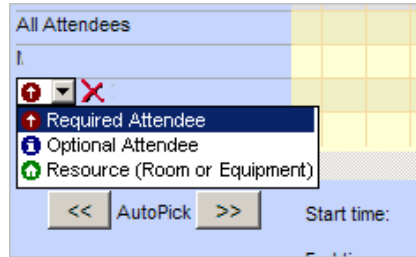 All Attendees
Required Attendee
Optional Attendee
Resource (Room or Equipment)
<< AutoPick >> Start time: